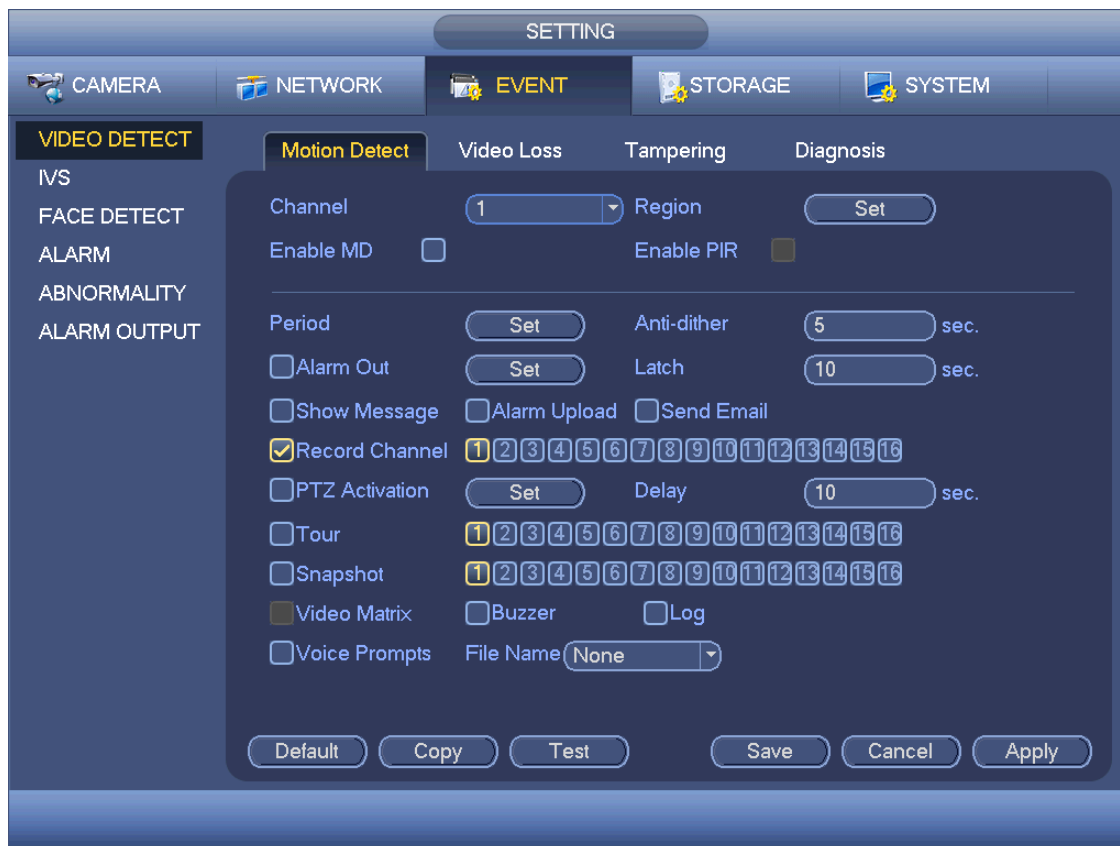 SETTING
CAMERA NETWORK EVENT STORAGE SYSTEM
VIDEO DETECT
IVS
FACE DETECT
ALARM
ABNORMALITY
ALARM OUTPUT
Motion Detect Video Loss Tampering Diagnosis
Channel 1 Region Set
Enable MD Enable PIR
Period Set Anti-dither 5 sec.
Alarm Out Set Latch 10 sec.
Show Message Alarm Upload Send Email
Record Channel 1 2 3 4 5 6 7 8 9 10 11 12 13 14 15 16
PTZ Activation Set Delay 10 sec.
Tour 1 2 3 4 5 6 7 8 9 10 11 12 13 14 15 16
Snapshot 1 2 3 4 5 6 7 8 9 10 11 12 13 14 15 16
Video Matrix Buzzer Log
Voice Prompts File Name None
Default Copy Test Save Cancel Apply